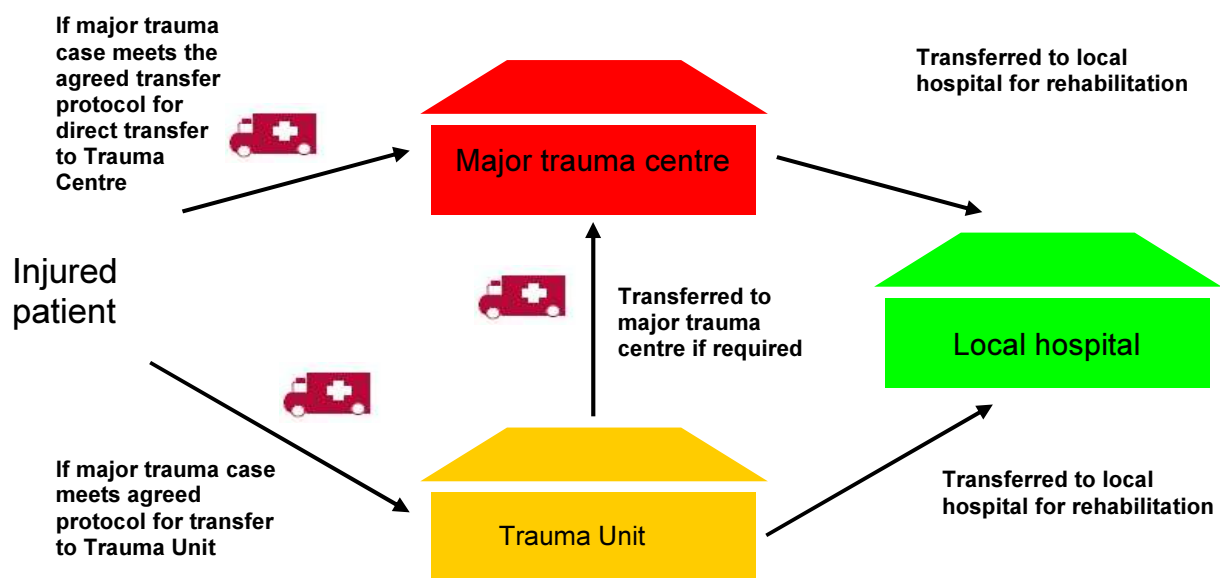 If major trauma
case meets the
agreed transfer
protocol for
direct transfer
to Trauma
Centre
Transferred to local
hospital for rehabilitation
Major trauma centre
Injured
patient
Transferred to
major trauma
centre if required
Local hospital
If major trauma case
meets agreed
protocol for transfer
to Trauma Unit
Trauma Unit
Transferred to local
hospital for rehabilitation